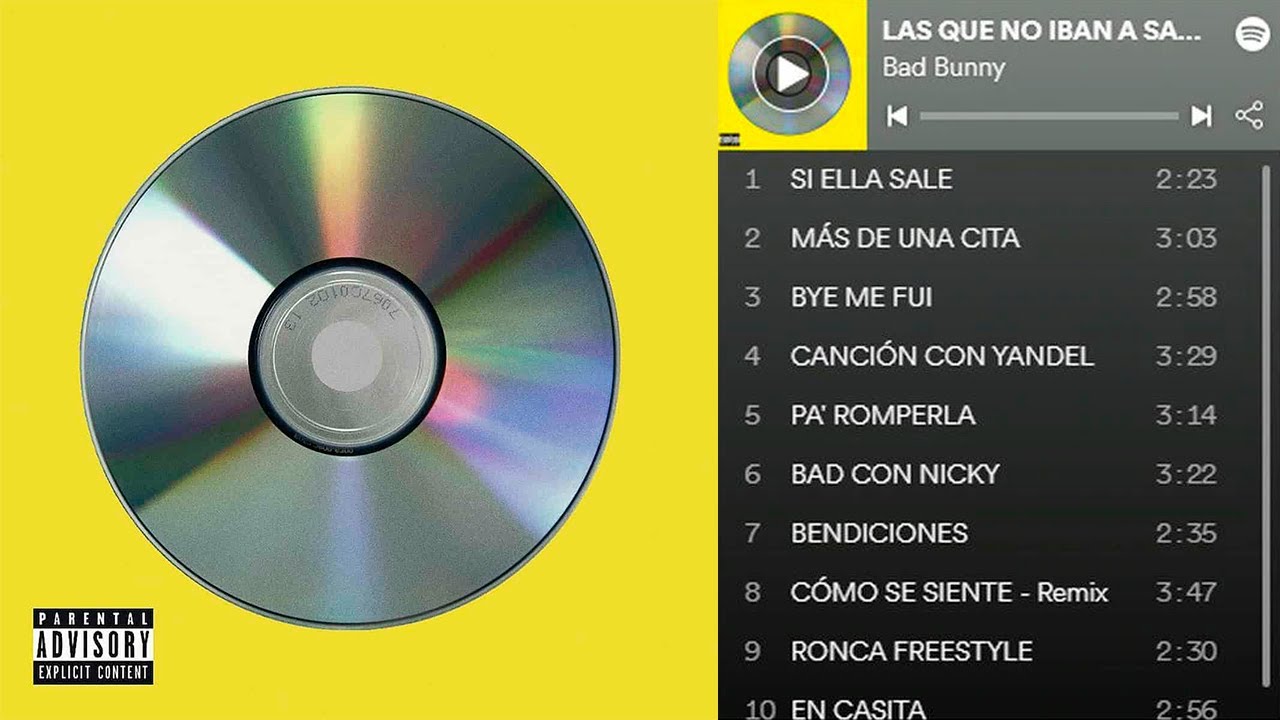 PARENTAL
ADVISORY
EXPLICIT CONTENT
LAS QUE NO IBAN A SA...
Bad Bunny
1 SI ELLA SALE 2:23
2 MÁS DE UNA CITA 3:03
3 BYE ME FUI 2:58
4 CANCIÓN CON YANDEL 3:29
5 PA' ROMPERLA 3:14
6 BAD CON NICKY 3:22
7 BENDICIONES 2:35
8 CÓMO SE SIENTE - Remix 3:47
9 RONCA FREESTYLE 2:30
10 EN CASITA 2:56